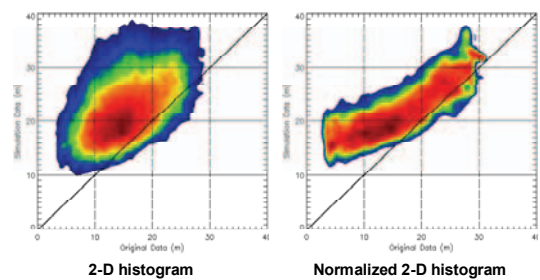 40
30
20
10
0
0 10 20 30 40
Simulation Data (m)
Original Data (m)
2-D histogram
40
30
20
10
0
0 10 20 30 40
Simulation Data (m)
Original Data (m)
Normalized 2-D histogram